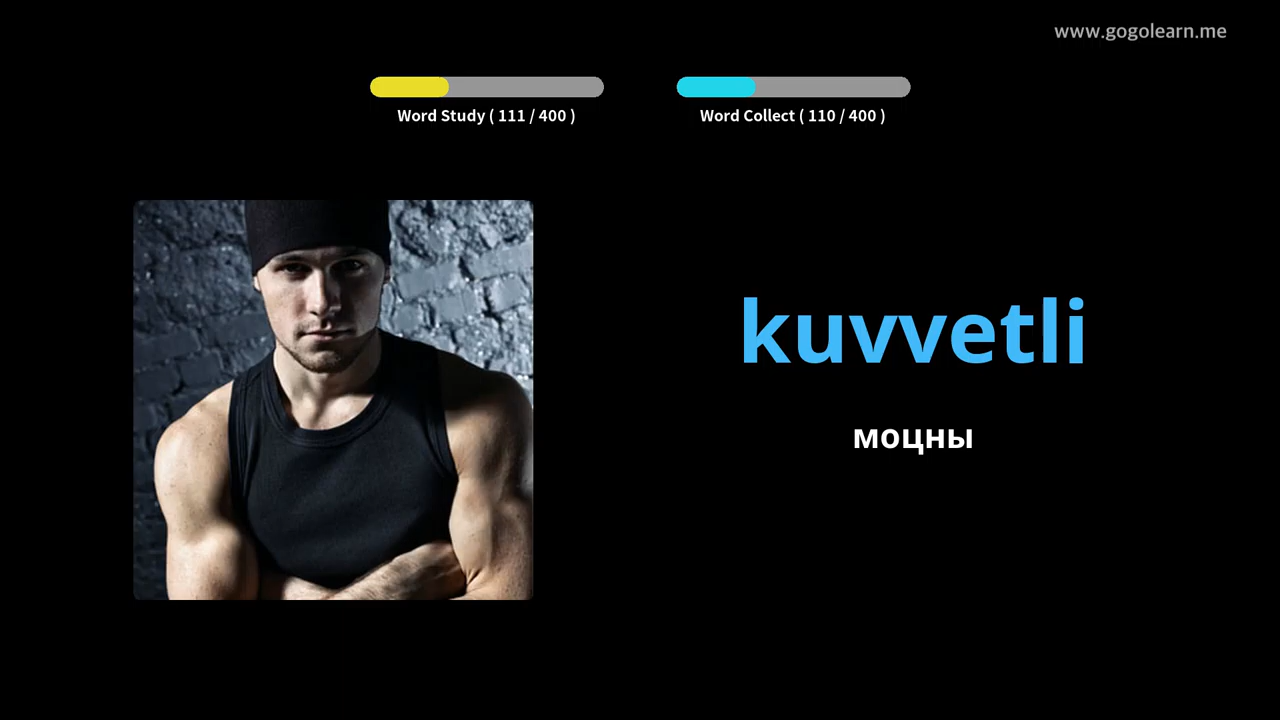 www.gogolearn.me
Word Study ( 111 / 400 )
Word Collect ( 110 / 400 )
kuvvetli
моцны